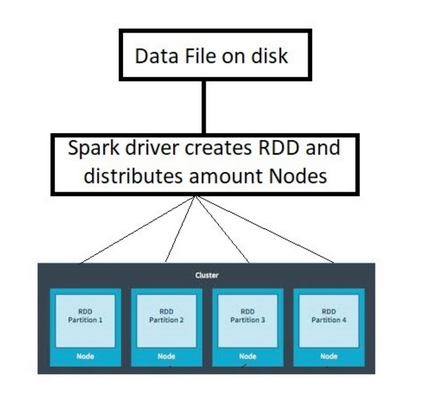 Data File on disk
Spark driver creates RDD and
distributes amount Nodes
Cluster
RDD
Partition 1
RDD
Partition 2
RDD
Partition 3
RDD
Partition 4
Node
Node
Node
Node